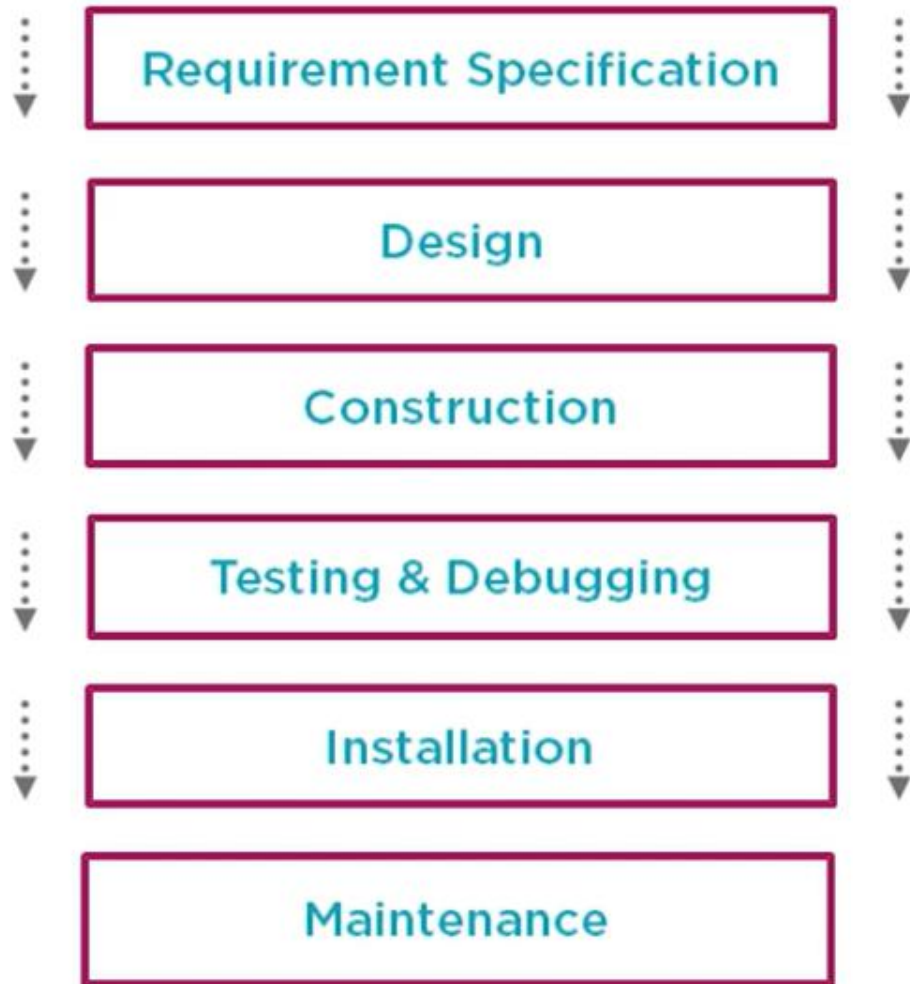 Requirement Specification
Design
Construction
Testing & Debugging
Installation
Maintenance